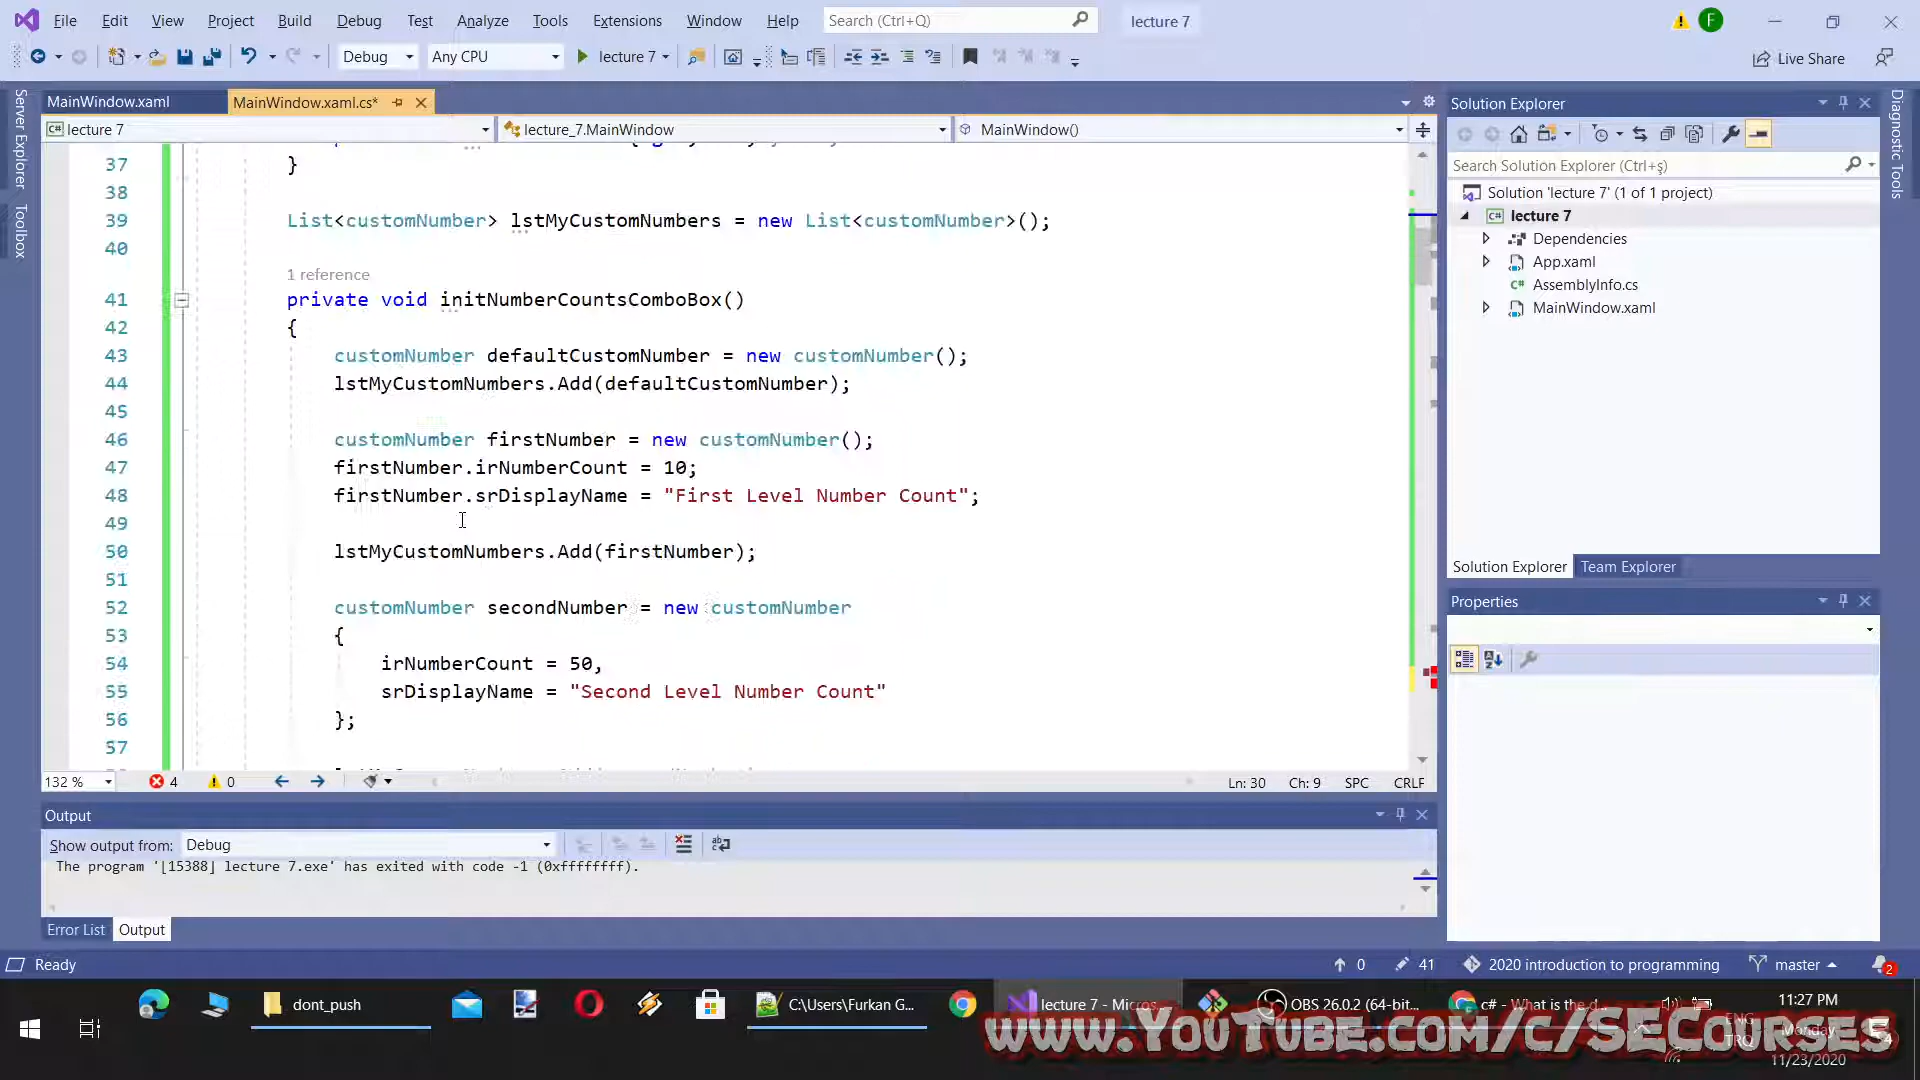 File Edit View Project Build Debug Test Analyze Tools Extensions Window Help Search (Ctrl+Q) lecture 7 F
Debug Any CPU lecture 7 Live Share
Server Explorer
Toolbox
MainWindow.xaml MainWindow.xaml.cs*
C# lecture 7 lecture_7.MainWindow MainWindow()
37 }
38
39 List<customNumber> lstMyCustomNumbers = new List<customNumber>();
40
1 reference
41 private void initNumberCountsComboBox()
42 {
43 customNumber defaultCustomNumber = new customNumber();
44 lstMyCustomNumbers.Add(defaultCustomNumber);
45
46 customNumber firstNumber = new customNumber();
47 firstNumber.irNumberCount = 10;
48 firstNumber.srDisplayName = "First Level Number Count";
49
50 lstMyCustomNumbers.Add(firstNumber);
51
52 customNumber secondNumber = new customNumber
53 {
54 irNumberCount = 50,
55 srDisplayName = "Second Level Number Count"
56 };
57
132 % 4 0 Ln: 30 Ch: 9 SPC CRLF
Output
Show output from: Debug
The program '[15388] lecture 7.exe' has exited with code -1 (0xffffffff).
Error List Output
Solution Explorer
Search Solution Explorer (Ctrl+ş)
Solution 'lecture 7' (1 of 1 project)
C# lecture 7
Dependencies
App.xaml
C# AssemblyInfo.cs
MainWindow.xaml
Solution Explorer Team Explorer
Properties
Diagnostic Tools
Ready 0 41 2020 introduction to programming master 2
dont_push C:\Users\Furkan G... lecture 7 - Micros... OBS 26.0.2 (64-bit... c# - What is the d... 11:27 PM
ENG Monday
TRQ 11/23/2020
www.YouTube.com/c/SECourses